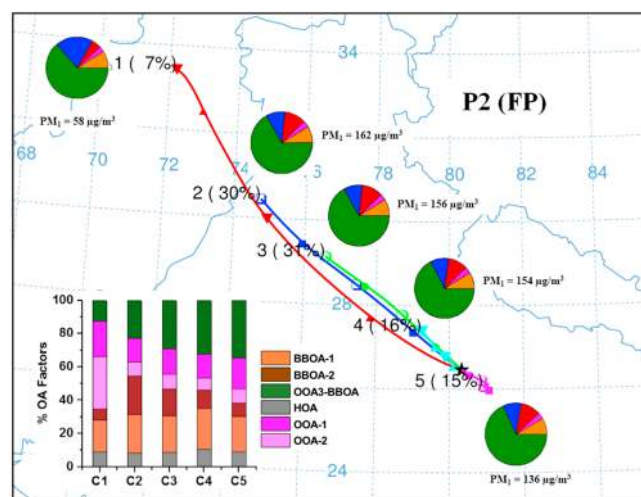 1 ( 7%)
34
P2 (FP)
PM₁ = 58 µg/m³
PM₁ = 162 µg/m³
68
70
72
74
6
78
80
82
84
2 ( 30%)
PM₁ = 156 µg/m³
3 ( 31%)
PM₁ = 154 µg/m³
28
4 ( 16%)
5 ( 15%)
PM₁ = 136 µg/m³
24
% OA Factors
100
80
60
40
20
0
C1 C2 C3 C4 C5
BBOA-1
BBOA-2
OOA3-BBOA
HOA
OOA-1
OOA-2